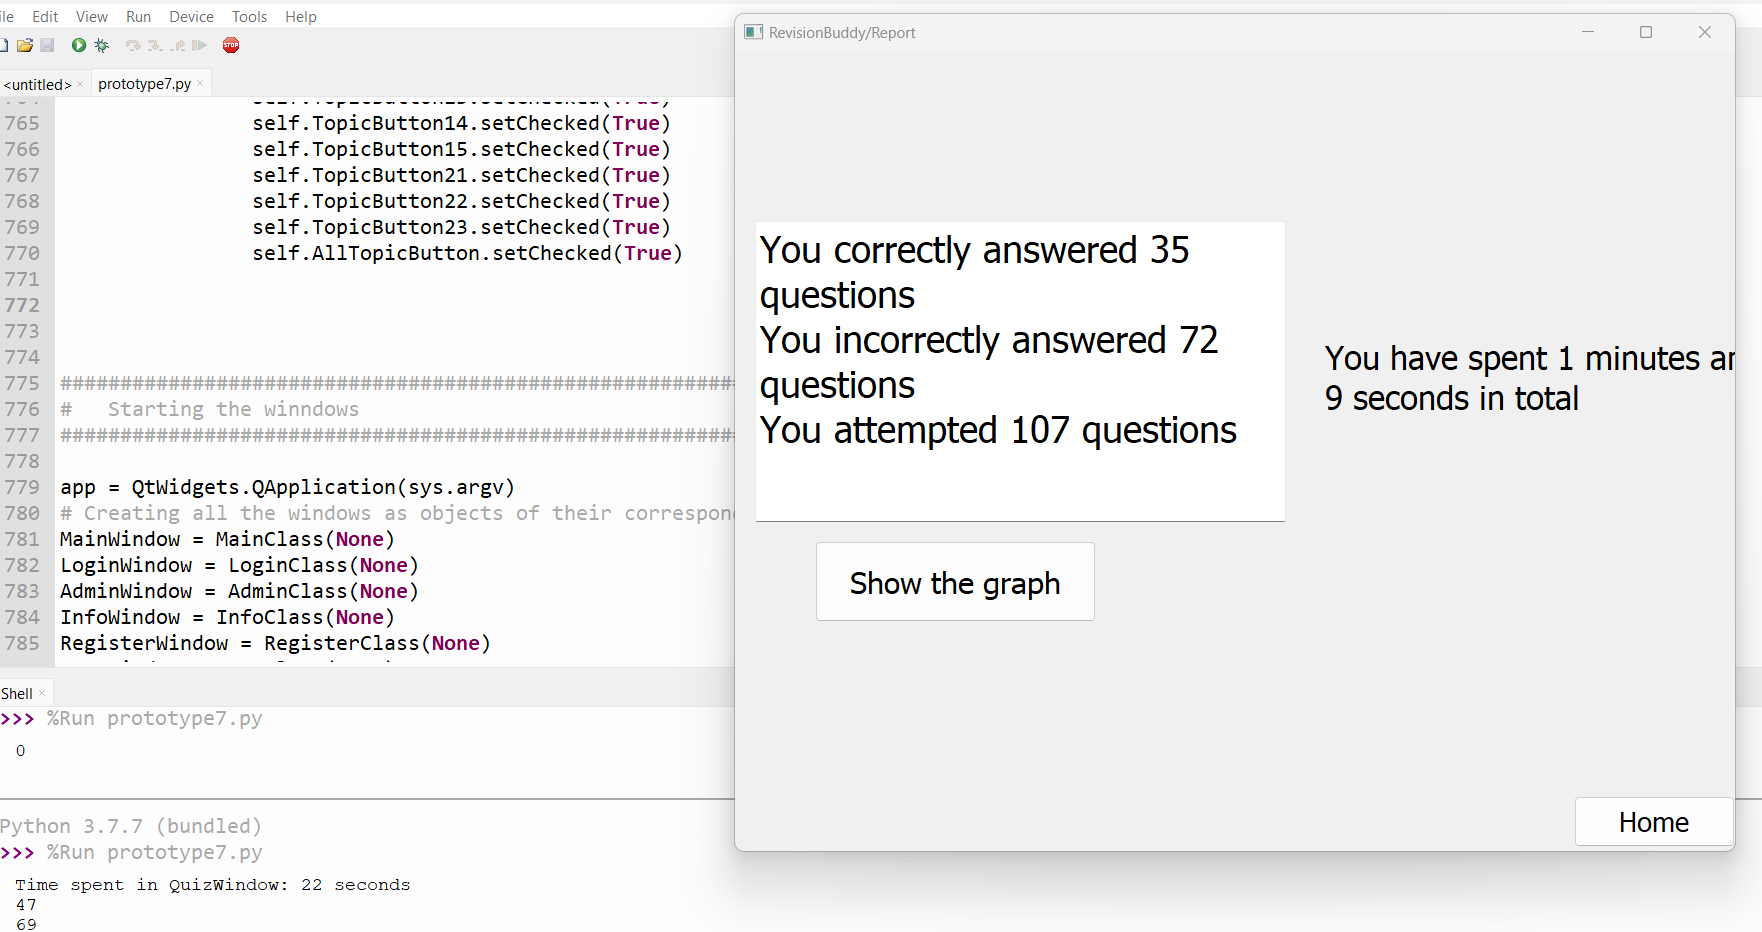 Edit View Run Device Tools Help
STOP
<untitled> × prototype7.py ×
765 self.TopicButton14.setChecked(True)
766 self.TopicButton15.setChecked(True)
767 self.TopicButton21.setChecked(True)
768 self.TopicButton22.setChecked(True)
769 self.TopicButton23.setChecked(True)
770 self.AllTopicButton.setChecked(True)
771
772
773
774
775 ########################################################
776 #   Starting the winndows
777 ########################################################
778
779 app = QtWidgets.QApplication(sys.argv)
780 # Creating all the windows as objects of their correspon
781 MainWindow = MainClass(None)
782 LoginWindow = LoginClass(None)
783 AdminWindow = AdminClass(None)
784 InfoWindow = InfoClass(None)
785 RegisterWindow = RegisterClass(None)
Shell ×
>>> %Run prototype7.py
0
Python 3.7.7 (bundled)
>>> %Run prototype7.py
Time spent in QuizWindow: 22 seconds
47
69
RevisionBuddy/Report
You correctly answered 35
questions
You incorrectly answered 72
questions
You attempted 107 questions
You have spent 1 minutes an
9 seconds in total
Show the graph
Home